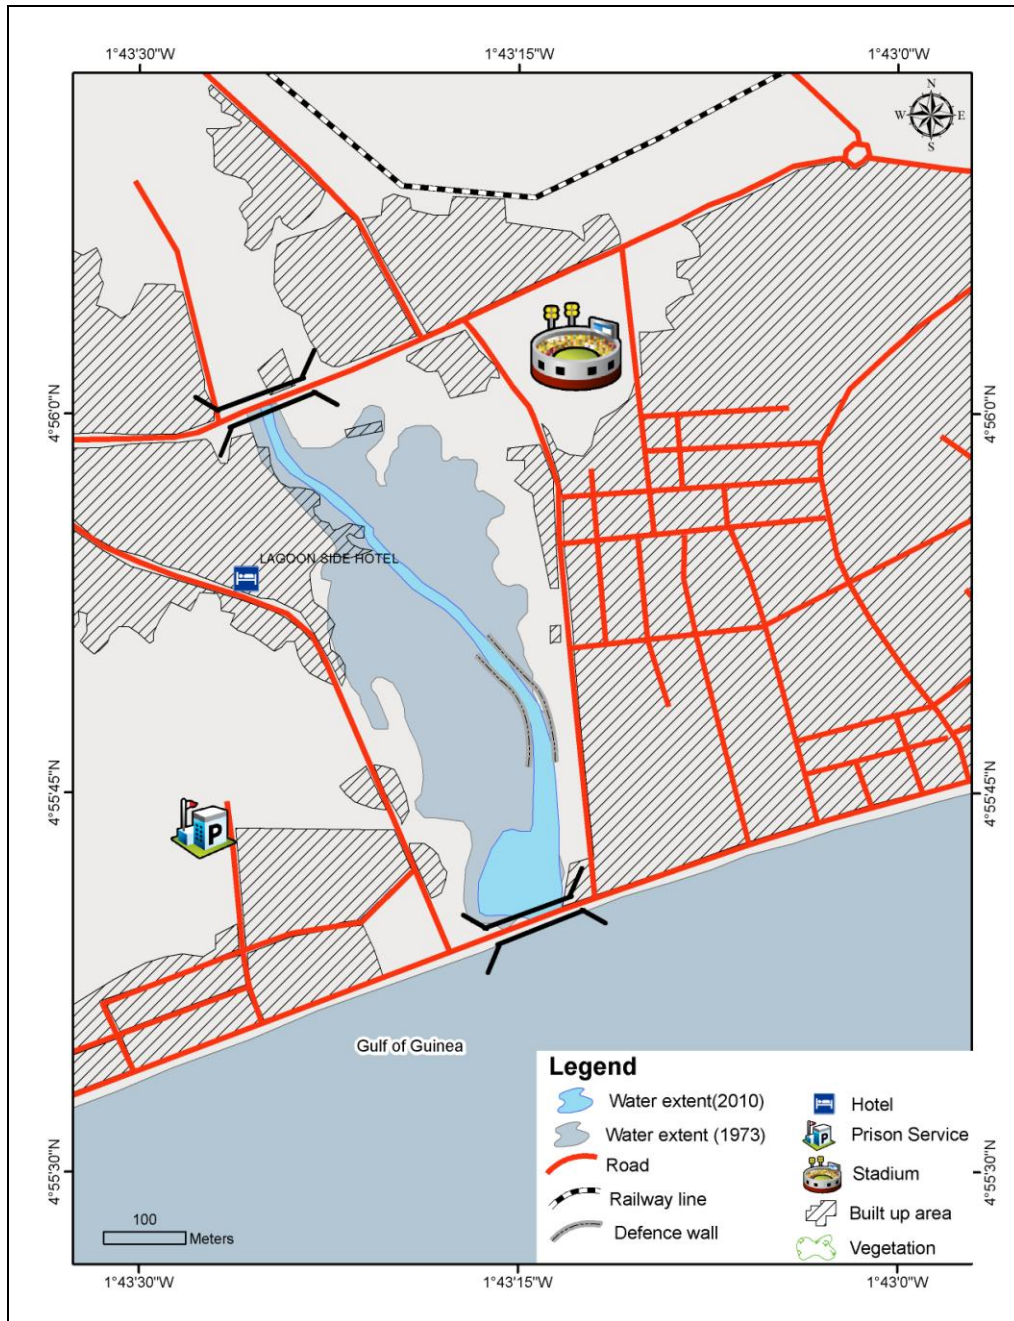 1°43'30"W 1°43'15"W 1°43'0"W
N
W E
S
4°56'0"N 4°56'0"N
LAGOON SIDE HOTEL
4°55'45"N 4°55'45"N
P
Gulf of Guinea
Legend
Water extent(2010)
Water extent (1973)
Road
Railway line
Defence wall
Hotel
P Prison Service
Stadium
Built up area
Vegetation
4°55'30"N 4°55'30"N
100
Meters
1°43'30"W 1°43'15"W 1°43'0"W